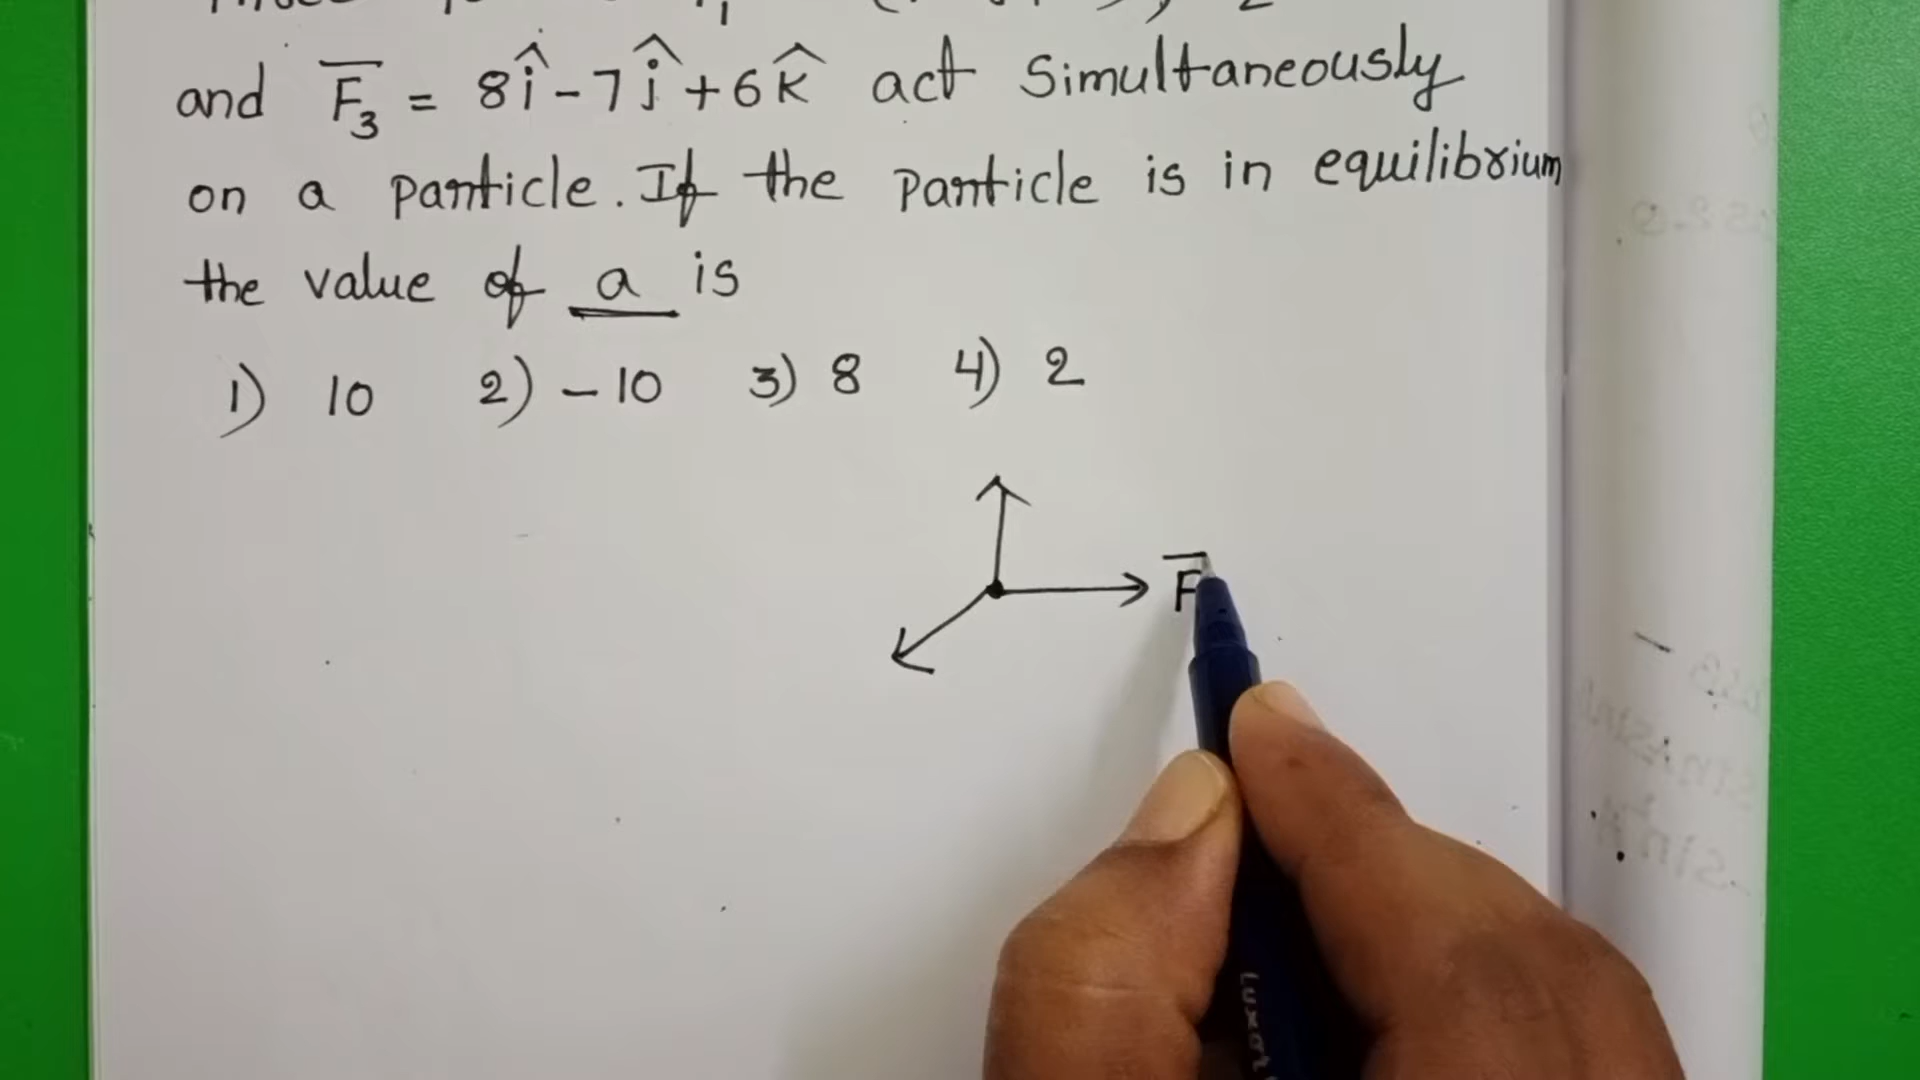 and F̅₃ = 8î - 7ĵ + 6k̂ act simultaneously
on a particle. If the particle is in equilibrium
the value of a is
1) 10 2) -10 3) 8 4) 2
F̅
Luxor